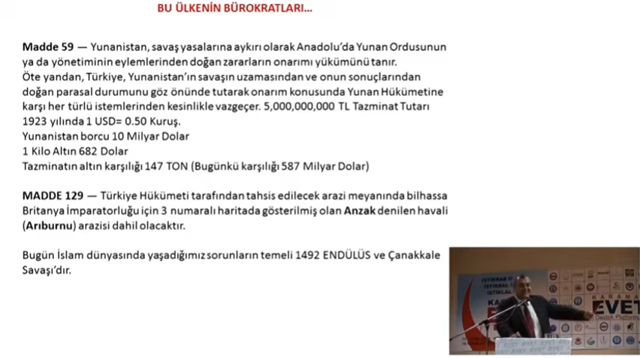 BU ÜLKENİN BÜROKRATLARI...
Madde 59 — Yunanistan, savaş yasalarına aykırı olarak Anadolu'da Yunan Ordusunun
ya da yönetiminin eylemlerinden doğan zararların onarımı yükümünü tanır.
Öte yandan, Türkiye, Yunanistan'ın savaşın uzamasından ve onun sonuçlarından
doğan parasal durumunu göz önünde tutarak onarım konusunda Yunan Hükümetine
karşı her türlü istemlerinden kesinlikle vazgeçer. 5,000,000,000 TL Tazminat Tutarı
1923 yılında 1 USD= 0.50 Kuruş.
Yunanistan borcu 10 Milyar Dolar
1 Kilo Altın 682 Dolar
Tazminatın altın karşılığı 147 TON (Bugünkü karşılığı 587 Milyar Dolar)
MADDE 129 — Türkiye Hükümeti tarafından tahsis edilecek arazi meyanında bilhassa
Britanya İmparatorluğu için 3 numaralı haritada gösterilmiş olan Anzak denilen havali
(Arıburnu) arazisi dahil olacaktır.
Bugün İslam dünyasında yaşadığımız sorunların temeli 1492 ENDÜLÜS ve Çanakkale
Savaşı'dır.
KARAMAN
EVET